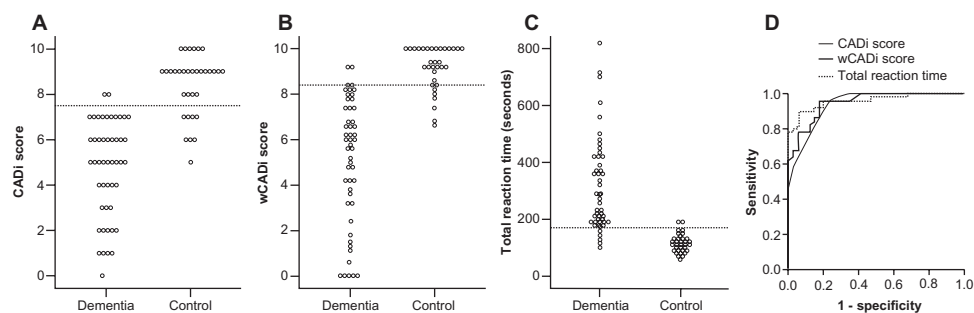 A
10
8
6
4
2
0
CADi score
Dementia
Control
B
10
8
6
4
2
0
wCADi score
Dementia
Control
C
800
600
400
200
0
Total reaction time (seconds)
Dementia
Control
D
CADi score
wCADi score
Total reaction time
1.0
0.8
0.6
0.4
1.0
0.0
Sensitivity
0.0
0.2
0.4
0.6
0.8
1.0
1 - specificity